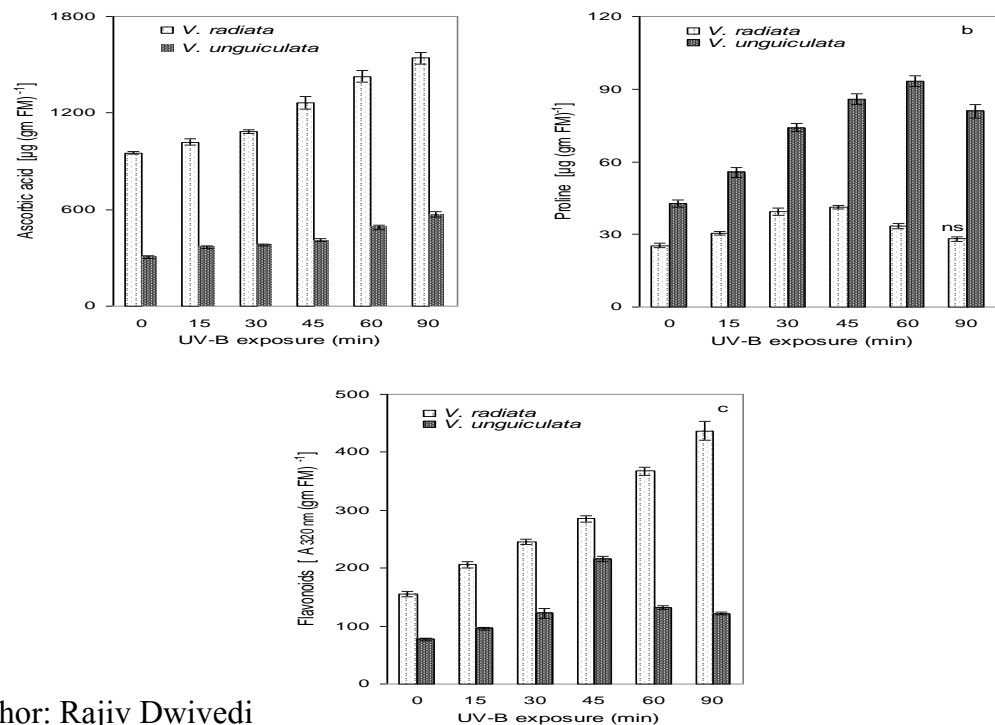 1800
V. radiata
V. unguiculata
1200
600
0
Ascorbic acid [µg (gm FM)⁻¹]
0 15 30 45 60 90
UV-B exposure (min)
120
b
V. radiata
V. unguiculata
90
60
30
0
ns
Proline [µg (gm FM)⁻¹]
0 15 30 45 60 90
UV-B exposure (min)
500
c
V. radiata
V. unguiculata
400
300
200
100
0
Flavonoids [ A 320 nm (gm FM) ⁻¹]
0 15 30 45 60 90
UV-B exposure (min)
hor: Rajiv Dwivedi